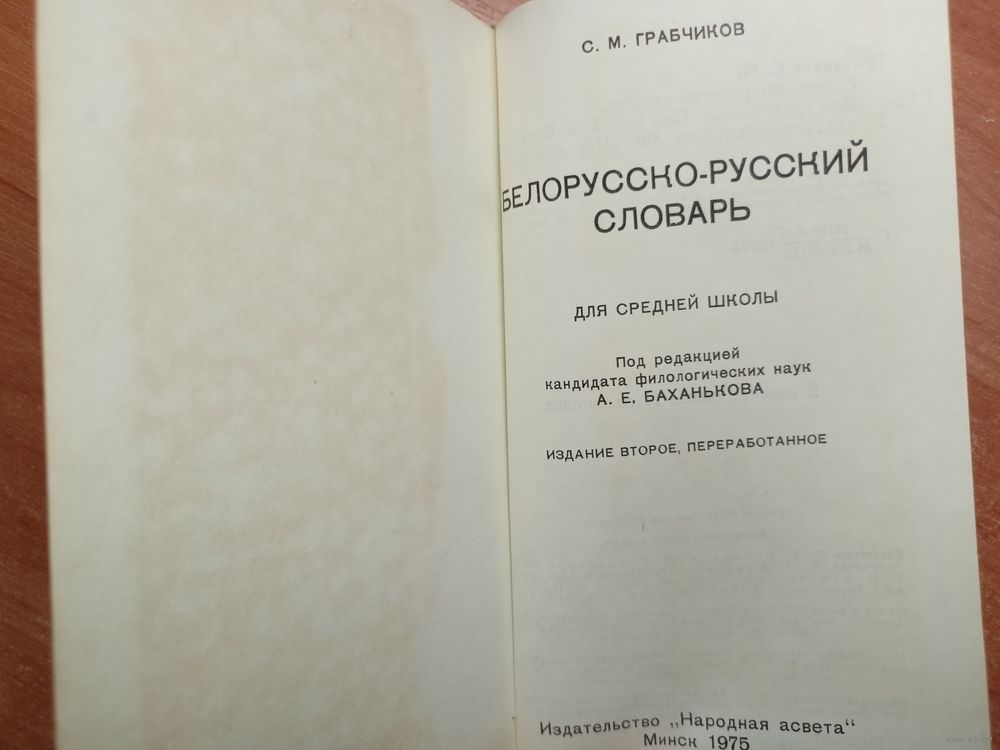 С. М. ГРАБЧИКОВ
БЕЛОРУССКО-РУССКИЙ
СЛОВАРЬ
ДЛЯ СРЕДНЕЙ ШКОЛЫ
Под редакцией
кандидата филологических наук
А. Е. БАХАНЬКОВА
ИЗДАНИЕ ВТОРОЕ, ПЕРЕРАБОТАННОЕ
Издательство „Народная асвета“
Минск 1975